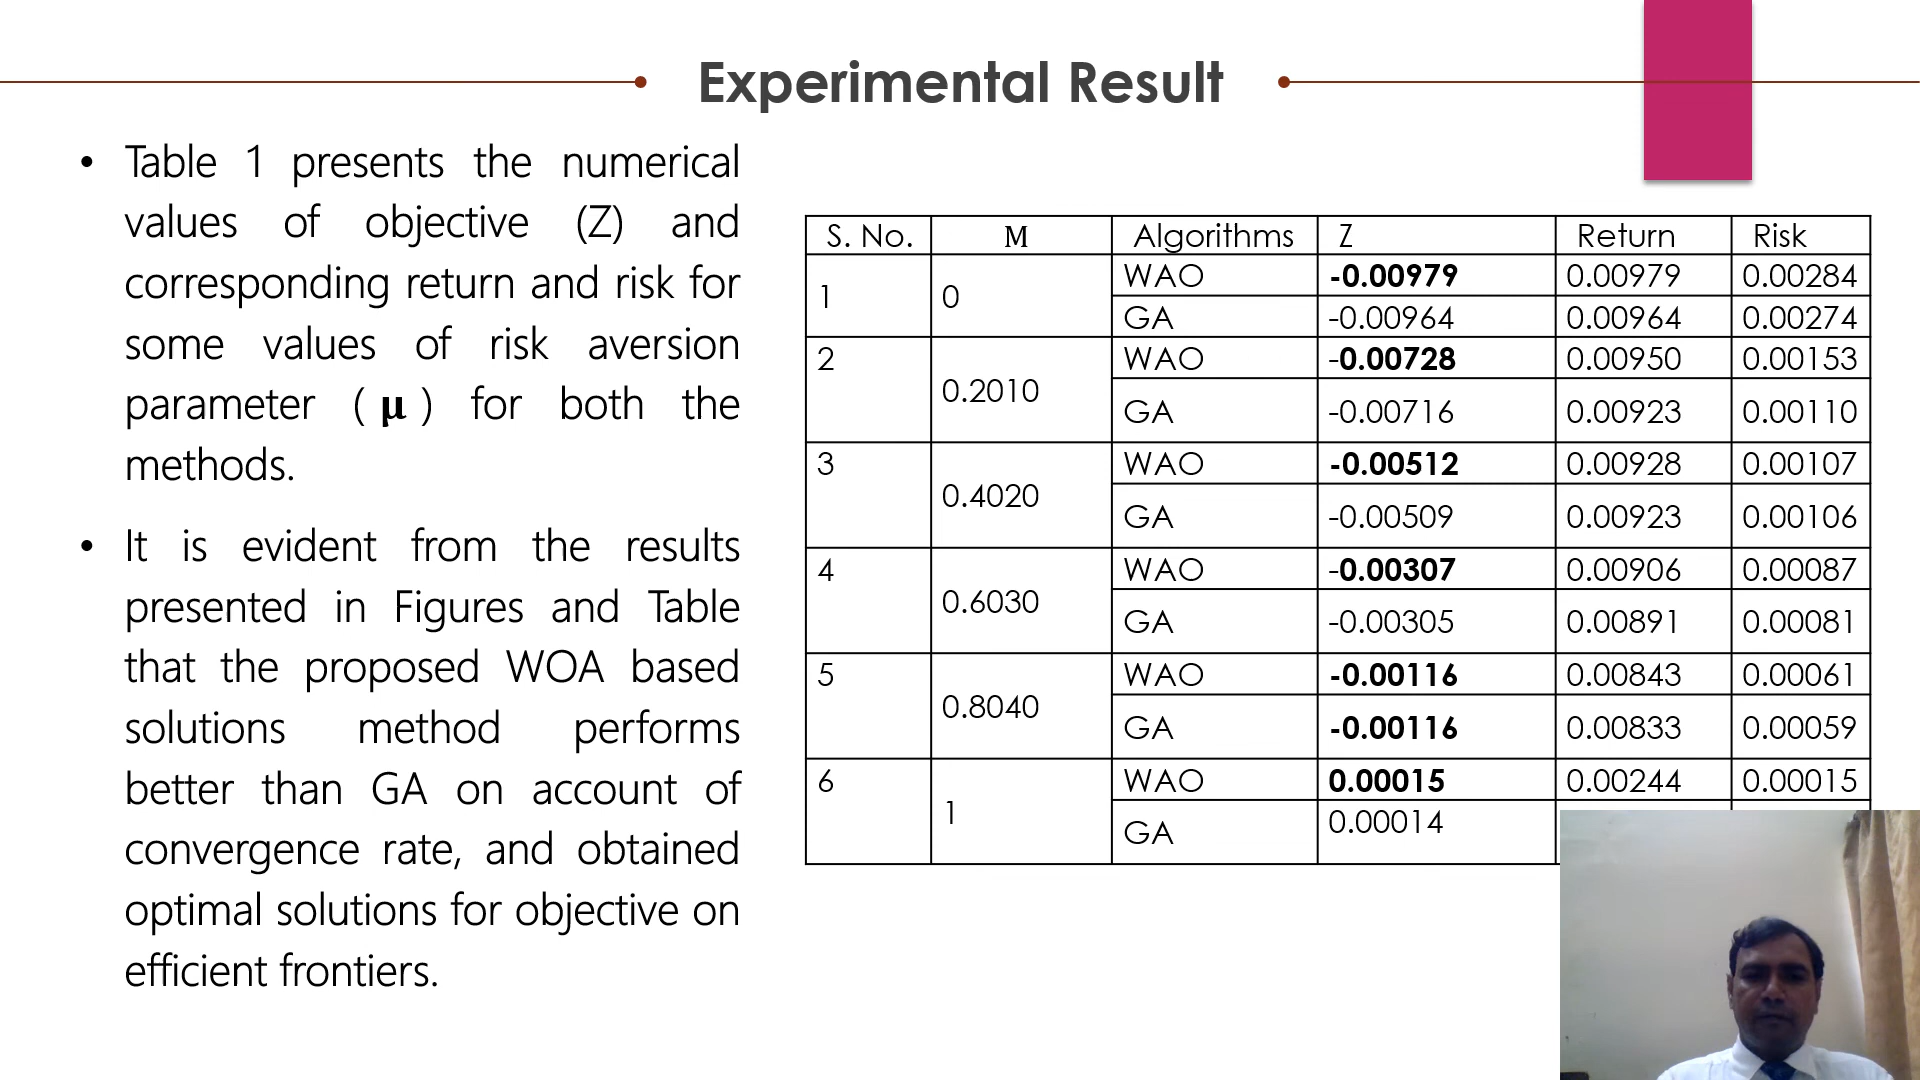 Experimental Result
• Table 1 presents the numerical
values of objective (Z) and
corresponding return and risk for
some values of risk aversion
parameter ( μ ) for both the
methods.
• It is evident from the results
presented in Figures and Table
that the proposed WOA based
solutions method performs
better than GA on account of
convergence rate, and obtained
optimal solutions for objective on
efficient frontiers.
S. No. M Algorithms Z Return Risk
1 0 WAO -0.00979 0.00979 0.00284
GA -0.00964 0.00964 0.00274
2 0.2010 WAO -0.00728 0.00950 0.00153
GA -0.00716 0.00923 0.00110
3 0.4020 WAO -0.00512 0.00928 0.00107
GA -0.00509 0.00923 0.00106
4 0.6030 WAO -0.00307 0.00906 0.00087
GA -0.00305 0.00891 0.00081
5 0.8040 WAO -0.00116 0.00843 0.00061
GA -0.00116 0.00833 0.00059
6 1 WAO 0.00015 0.00244 0.00015
GA 0.00014